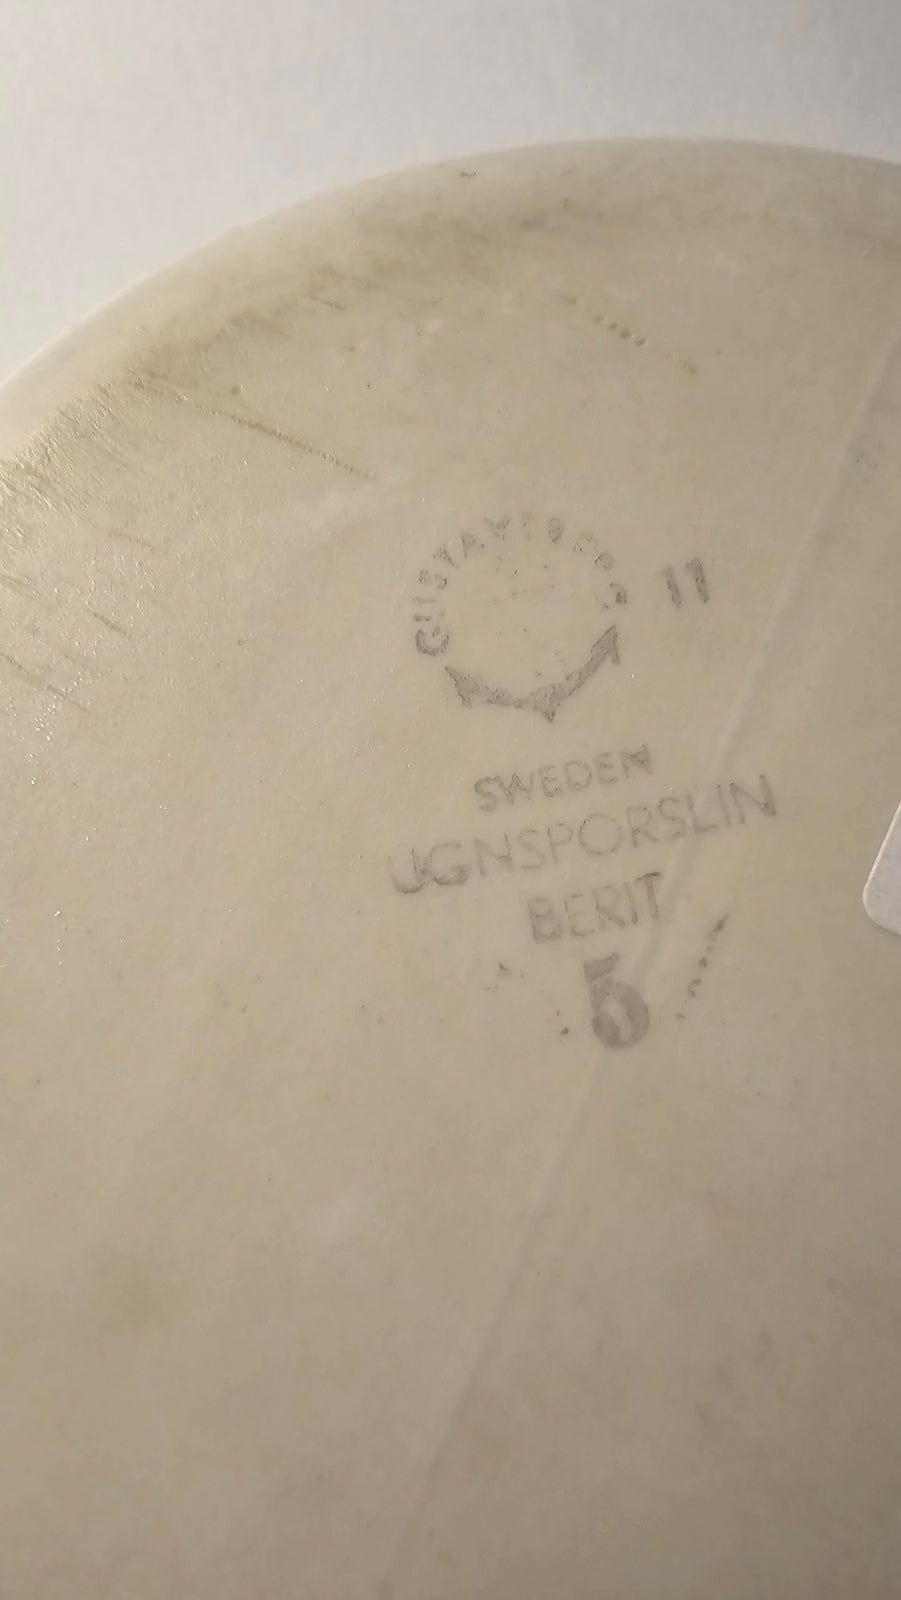 GUSTAVSBERG
11
SWEDEN
UGNSPORSLIN
BERIT
5